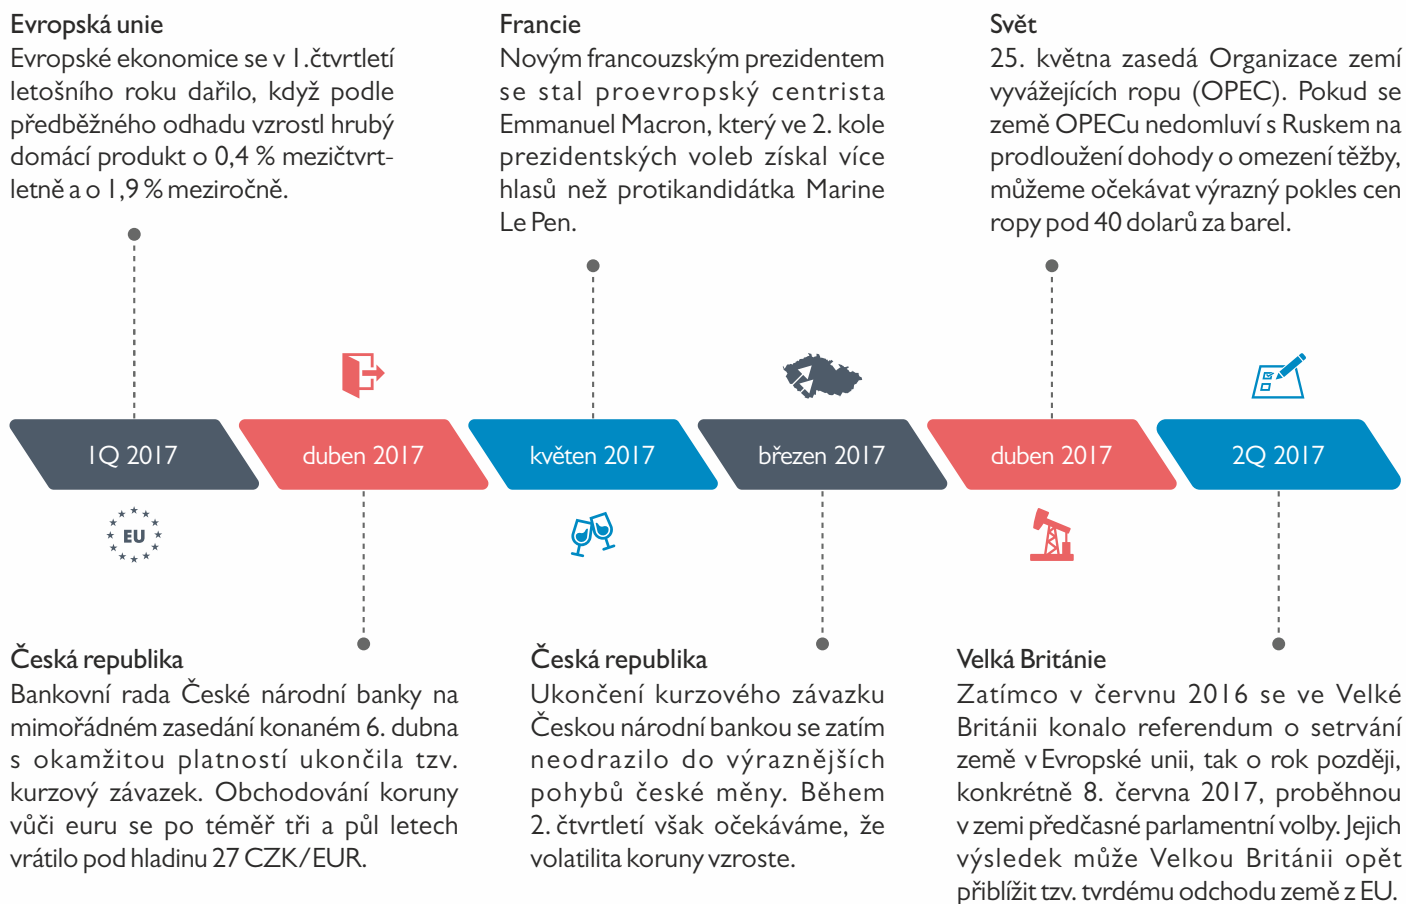 Evropská unie
Evropské ekonomice se v 1.čtvrtletí
letošního roku dařilo, když podle
předběžného odhadu vzrostl hrubý
domácí produkt o 0,4 % mezičtvrt-
letně a o 1,9 % meziročně.
Francie
Novým francouzským prezidentem
se stal proevropský centrista
Emmanuel Macron, který ve 2. kole
prezidentských voleb získal více
hlasů než protikandidátka Marine
Le Pen.
Svět
25. května zasedá Organizace zemí
vyvážejících ropu (OPEC). Pokud se
země OPECu nedomluví s Ruskem na
prodloužení dohody o omezení těžby,
můžeme očekávat výrazný pokles cen
ropy pod 40 dolarů za barel.
1Q 2017
duben 2017
květen 2017
březen 2017
duben 2017
2Q 2017
EU
Česká republika
Bankovní rada České národní banky na
mimořádném zasedání konaném 6. dubna
s okamžitou platností ukončila tzv.
kurzový závazek. Obchodování koruny
vůči euru se po téměř tři a půl letech
vrátilo pod hladinu 27 CZK/EUR.
Česká republika
Ukončení kurzového závazku
Českou národní bankou se zatím
neodrazilo do výraznějších
pohybů české měny. Během
2. čtvrtletí však očekáváme, že
volatilita koruny vzroste.
Velká Británie
Zatímco v červnu 2016 se ve Velké
Británii konalo referendum o setrvání
země v Evropské unii, tak o rok později,
konkrétně 8. června 2017, proběhnou
v zemi předčasné parlamentní volby. Jejich
výsledek může Velkou Británii opět
přiblížit tzv. tvrdému odchodu země z EU.